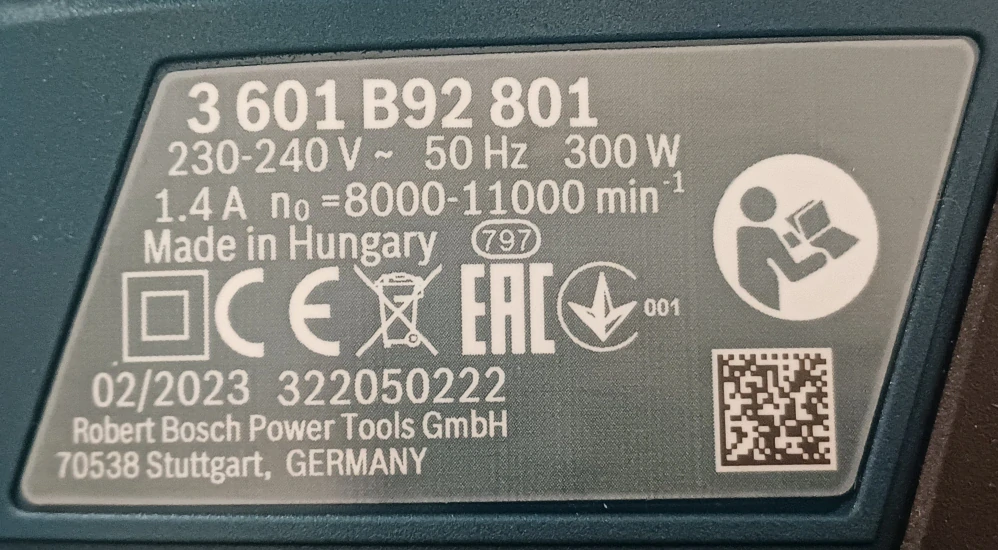 3 601 B92 801
230-240 V ~ 50 Hz 300 W
1.4 A n₀ =8000-11000 min⁻¹
Made in Hungary 797
CE EAC 001
02/2023 322050222
Robert Bosch Power Tools GmbH
70538 Stuttgart, GERMANY